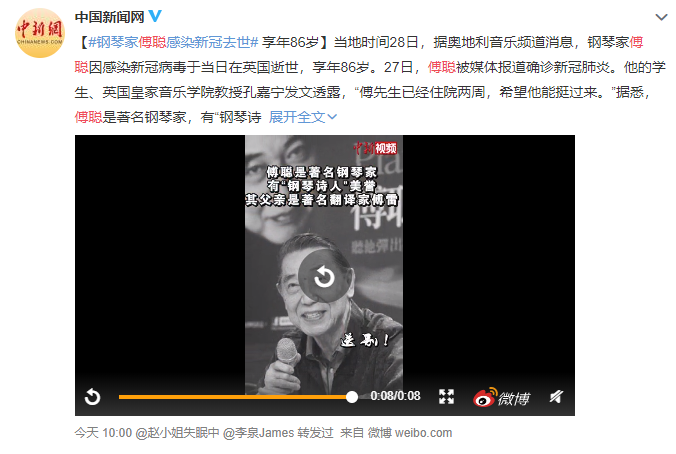 中新網
CHINANEWS.COM
中国新闻网
【#钢琴家傅聪感染新冠去世# 享年86岁】当地时间28日，据奥地利音乐频道消息，钢琴家傅
聪因感染新冠病毒于当日在英国逝世，享年86岁。27日，傅聪被媒体报道确诊新冠肺炎。他的学
生、英国皇家音乐学院教授孔嘉宁发文透露，“傅先生已经住院两周，希望他能挺过来。”据悉，
傅聪是著名钢琴家，有“钢琴诗 展开全文
中新视频
傅聪是著名钢琴家
有“钢琴诗人”美誉
其父亲是著名翻译家傅雷
送别！
0:08/0:08
微博
今天 10:00 @赵小姐失眠中 @李泉James 转发过 来自 微博 weibo.com